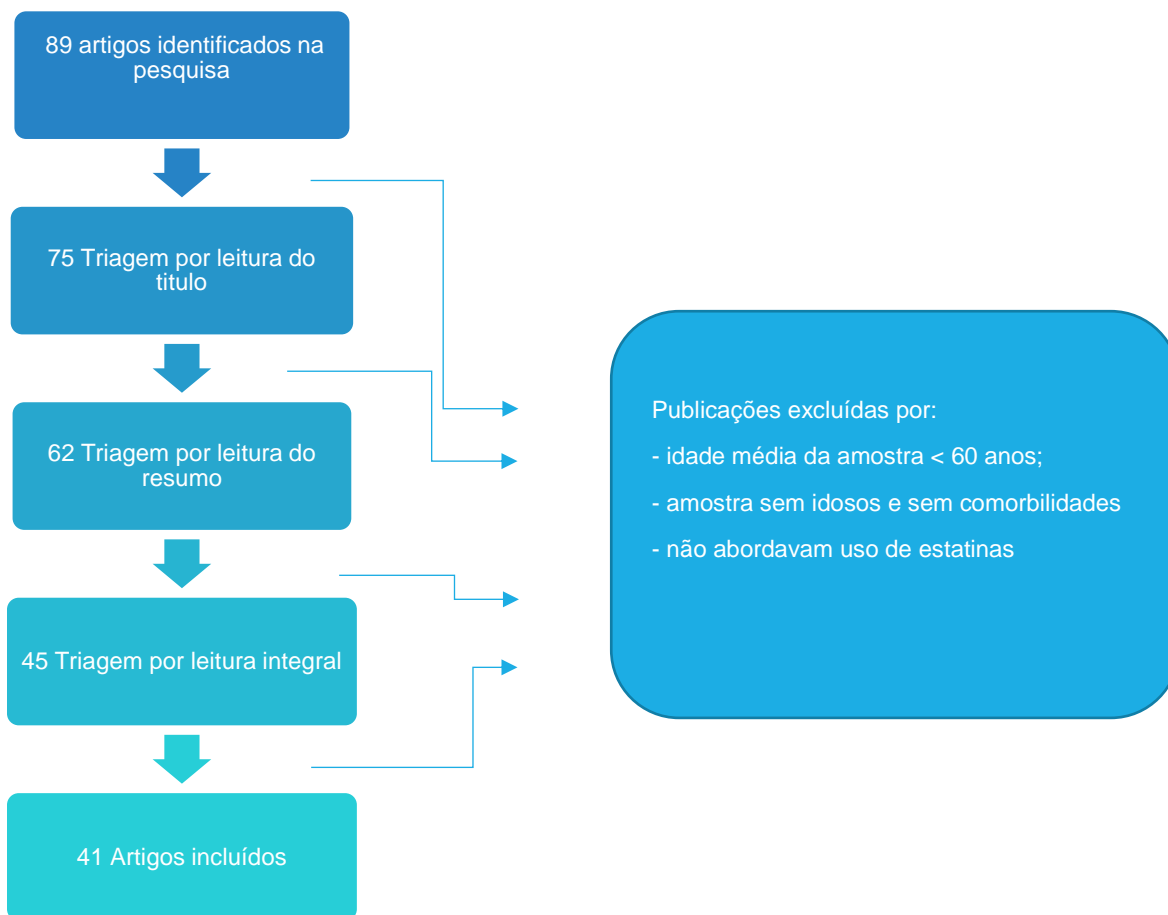 89 artigos identificados na
pesquisa
75 Triagem por leitura do
titulo
62 Triagem por leitura do
resumo
45 Triagem por leitura integral
41 Artigos incluídos
Publicações excluídas por:
- idade média da amostra < 60 anos;
- amostra sem idosos e sem comorbilidades
- não abordavam uso de estatinas